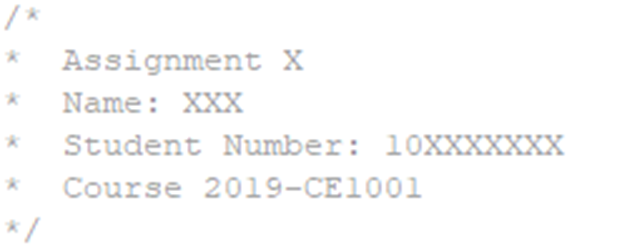 /*
* Assignment X
* Name: XXX
* Student Number: 10XXXXXXX
* Course 2019-CE1001
*/